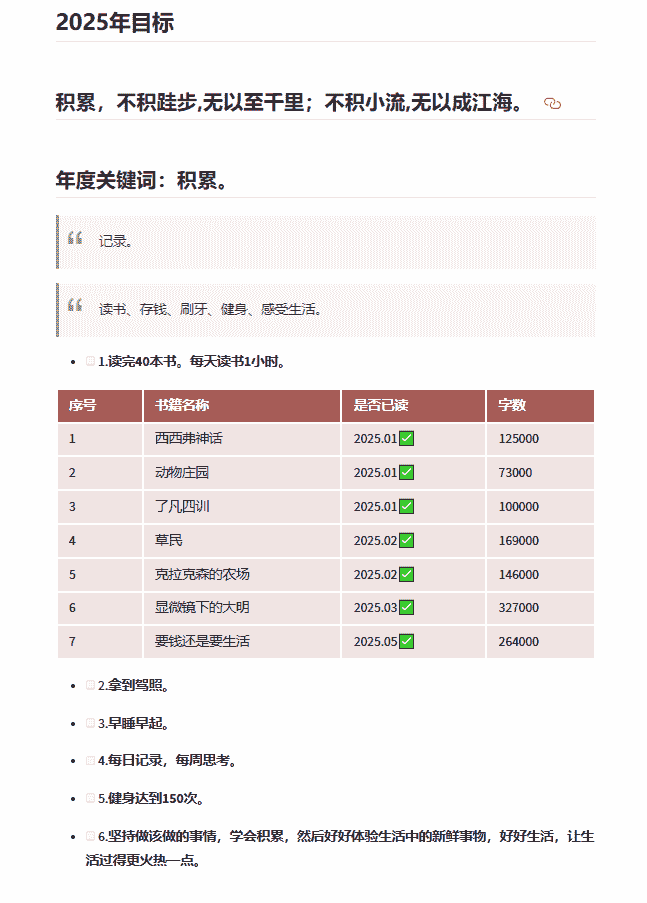 2025年目标
积累，不积跬步,无以至千里；不积小流,无以成江海。
年度关键词：积累。
记录。
读书、存钱、刷牙、健身、感受生活。
1.读完40本书。每天读书1小时。
序号 书籍名称 是否已读 字数
1 西西弗神话 2025.01✅ 125000
2 动物庄园 2025.01✅ 73000
3 了凡四训 2025.01✅ 100000
4 草民 2025.02✅ 169000
5 克拉克森的农场 2025.02✅ 146000
6 显微镜下的大明 2025.03✅ 327000
7 要钱还是要生活 2025.05✅ 264000
2.拿到驾照。
3.早睡早起。
4.每日记录，每周思考。
5.健身达到150次。
6.坚持做该做的事情，学会积累，然后好好体验生活中的新鲜事物，好好生活，让生
活过得更火热一点。